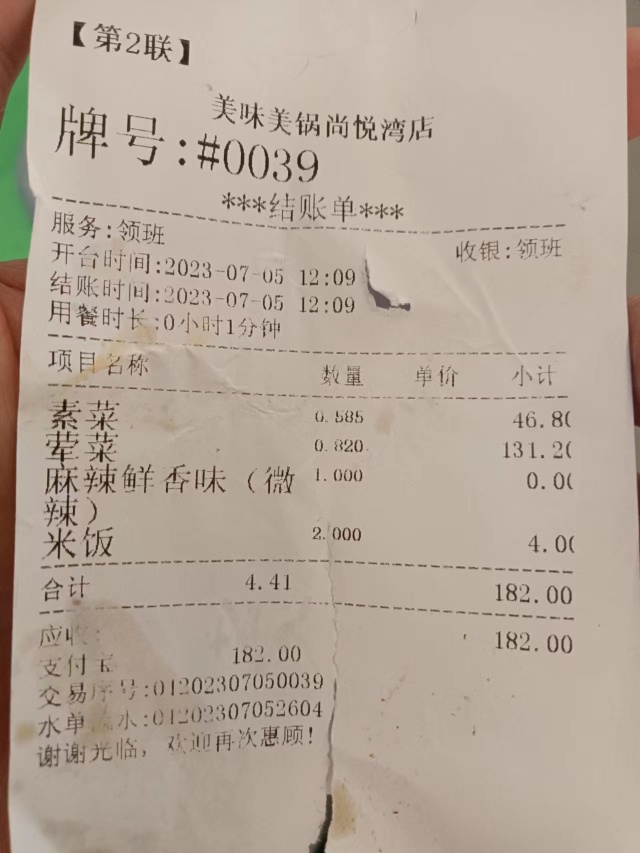 【第2联】
美味美锅尚悦湾店
牌号:#0039
***结账单***
服务:领班 收银:领班
开台时间:2023-07-05 12:09
结账时间:2023-07-05 12:09
用餐时长:0小时1分钟
项目名称 数量 单价 小计
素菜 0.585 46.80
荤菜 0.820 131.20
麻辣鲜香味（微 1.000 0.00
辣）
米饭 2.000 4.00
合计 4.41 182.00
应收: 182.00
支付宝 182.00
交易序号:01202307050039
水单流水:01202307052604
谢谢光临, 欢迎再次惠顾!